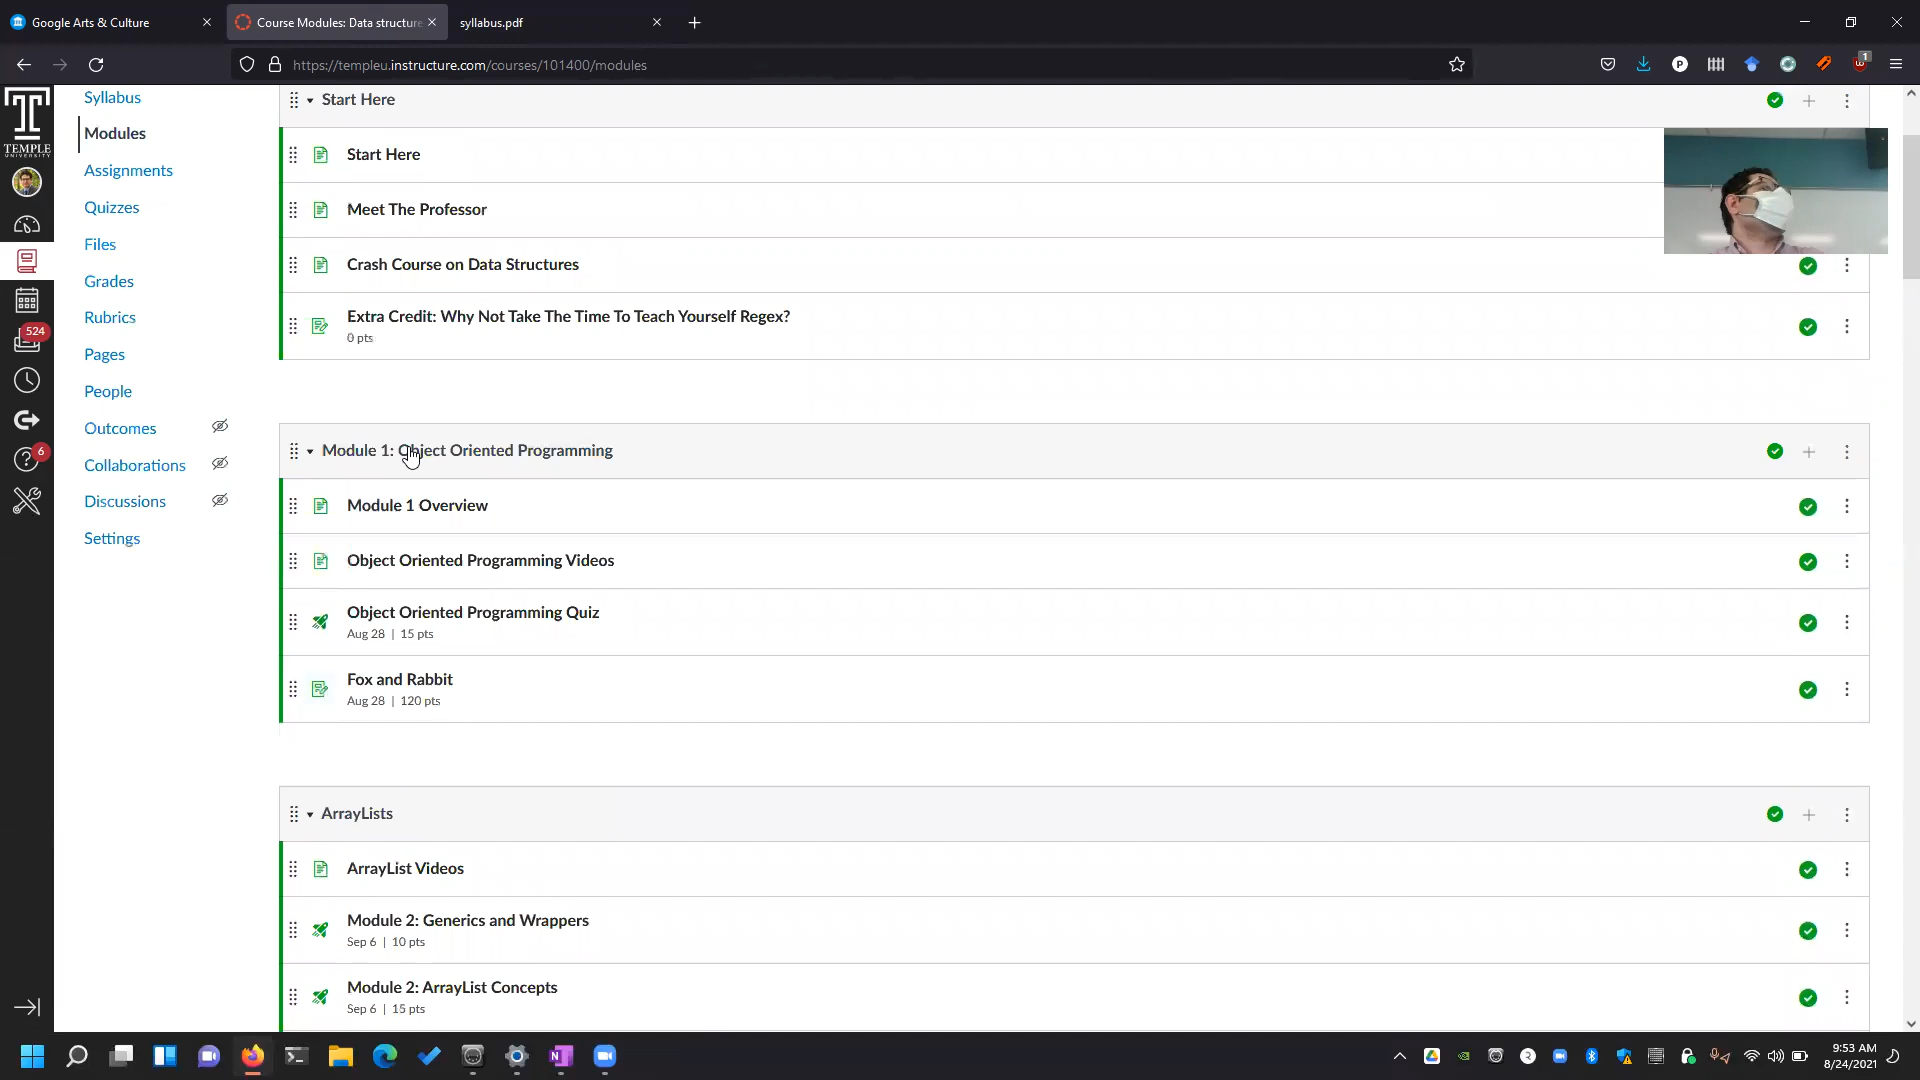 Google Arts & Culture
Course Modules: Data structure
syllabus.pdf
https://templeu.instructure.com/courses/101400/modules
1
TEMPLE
UNIVERSITY
524
6
Syllabus
Modules
Assignments
Quizzes
Files
Grades
Rubrics
Pages
People
Outcomes
Collaborations
Discussions
Settings
Start Here
Start Here
Meet The Professor
Crash Course on Data Structures
Extra Credit: Why Not Take The Time To Teach Yourself Regex?
0 pts
Module 1: Object Oriented Programming
Module 1 Overview
Object Oriented Programming Videos
Object Oriented Programming Quiz
Aug 28 | 15 pts
Fox and Rabbit
Aug 28 | 120 pts
ArrayLists
ArrayList Videos
Module 2: Generics and Wrappers
Sep 6 | 10 pts
Module 2: ArrayList Concepts
Sep 6 | 15 pts
9:53 AM
8/24/2021